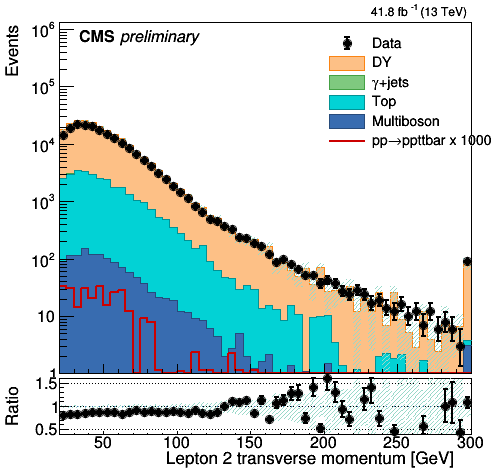 41.8 fb⁻¹ (13 TeV)
CMS preliminary
Events
10⁶
10⁵
10⁴
10³
10²
10
1
Data
DY
γ+jets
Top
Multiboson
pp→ppttbar x 1000
Ratio
1.5
1
0.5
50 100 150 200 250 300
Lepton 2 transverse momentum [GeV]